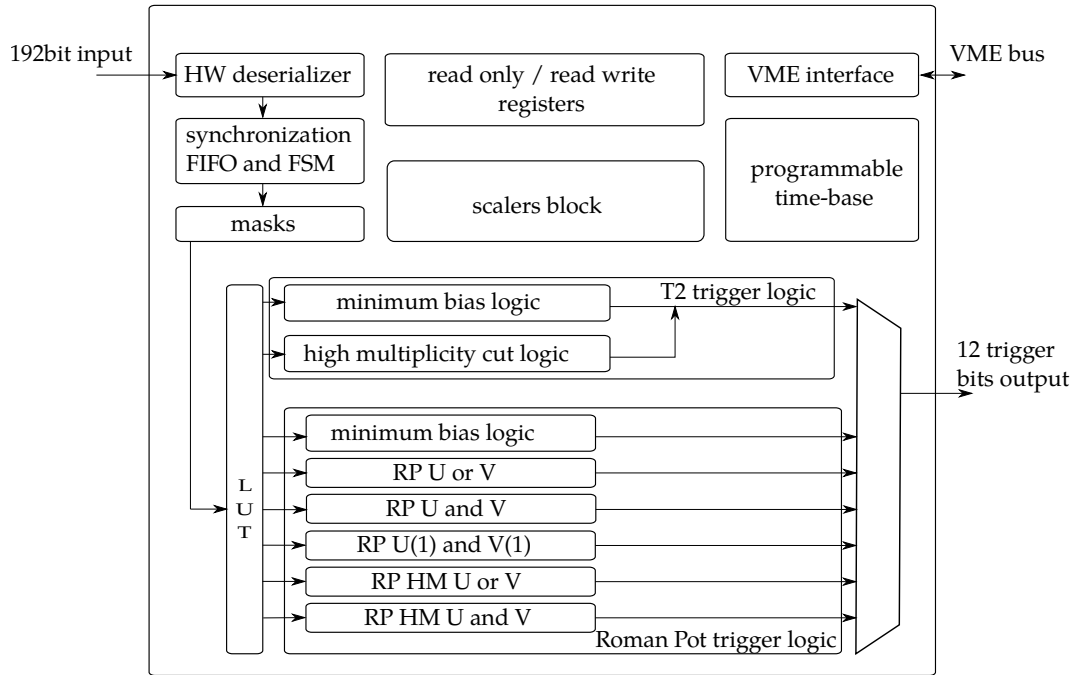 192bit input
HW deserializer
read only / read write
registers
VME interface
VME bus
synchronization
FIFO and FSM
programmable
time-base
masks
scalers block
minimum bias logic
T2 trigger logic
high multiplicity cut logic
12 trigger
bits output
minimum bias logic
RP U or V
RP U and V
RP U(1) and V(1)
RP HM U or V
RP HM U and V
Roman Pot trigger logic
L
U
T